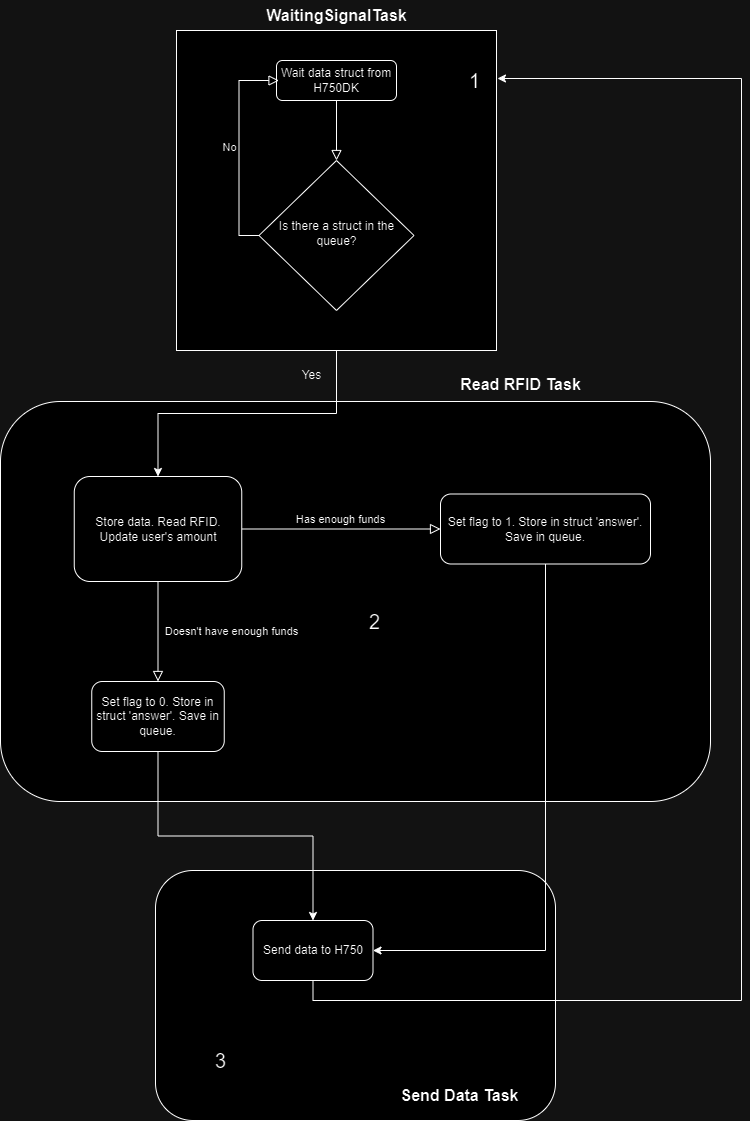 WaitingSignalTask
Wait data struct from
H750DK
1
No
Is there a struct in the
queue?
Yes
Read RFID Task
Store data. Read RFID.
Update user's amount
Has enough funds
Set flag to 1. Store in struct 'answer'.
Save in queue.
2
Doesn't have enough funds
Set flag to 0. Store in
struct 'answer'. Save in
queue.
Send data to H750
3
Send Data Task